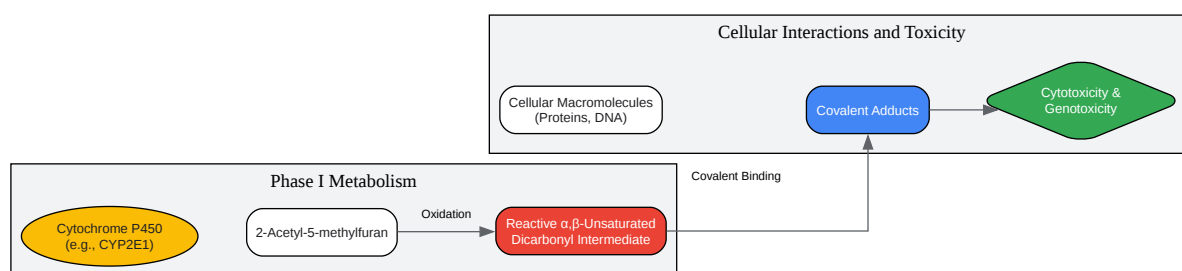 Cellular Interactions and Toxicity
Cellular Macromolecules
(Proteins, DNA)
Covalent Adducts
Cytotoxicity &
Genotoxicity
Phase I Metabolism
Covalent Binding
Cytochrome P450
(e.g., CYP2E1)
2-Acetyl-5-methylfuran
Oxidation
Reactive α,β-Unsaturated
Dicarbonyl Intermediate